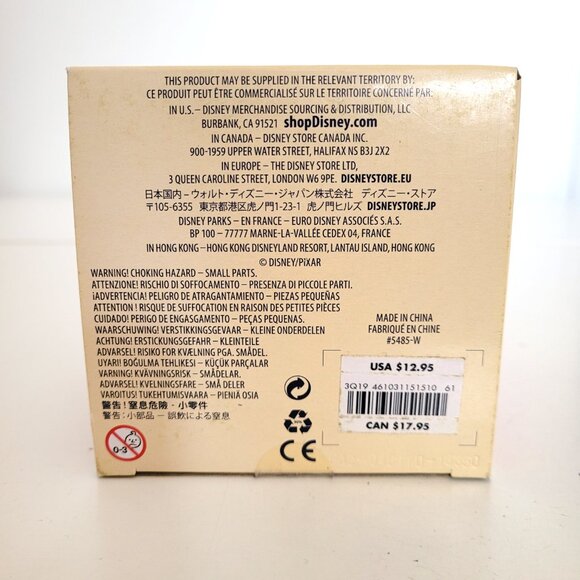 THIS PRODUCT MAY BE SUPPLIED IN THE RELEVANT TERRITORY BY:
CE PRODUIT PEUT ÊTRE COMMERCIALISÉ SUR LE TERRITOIRE CONCERNÉ PAR:
IN U.S. - DISNEY MERCHANDISE SOURCING & DISTRIBUTION, LLC
BURBANK, CA 91521 shopDisney.com
IN CANADA – DISNEY STORE CANADA INC.
900-1959 UPPER WATER STREET, HALIFAX NS B3J 2X2
IN EUROPE – THE DISNEY STORE LTD,
3 QUEEN CAROLINE STREET, LONDON W6 9PE. DISNEYSTORE.EU
日本国内 – ウォルト・ディズニー・ジャパン株式会社 ディズニー・ストア
〒105-6355 東京都港区虎ノ門1-23-1 虎ノ門ヒルズ DISNEYSTORE.JP
DISNEY PARKS – EN FRANCE – EURO DISNEY ASSOCIÉS S.A.S.
BP 100 – 77777 MARNE-LA-VALLÉE CEDEX 04, FRANCE
IN HONG KONG – HONG KONG DISNEYLAND RESORT, LANTAU ISLAND, HONG KONG
© DISNEY/PIXAR
WARNING! CHOKING HAZARD – SMALL PARTS.
ATTENZIONE! RISCHIO DI SOFFOCAMENTO – PRESENZA DI PICCOLE PARTI.
¡ADVERTENCIA! PELIGRO DE ATRAGANTAMIENTO – PIEZAS PEQUEÑAS
ATTENTION ! RISQUE DE SUFFOCATION EN RAISON DES PETITES PIÈCES
CUIDADO! PERIGO DE ENGASGAMENTO – PEÇAS PEQUENAS.
WAARSCHUWING! VERSTIKKINGSGEVAAR – KLEINE ONDERDELEN
ACHTUNG! ERSTICKUNGSGEFAHR – KLEINTEILE
ADVARSEL! RISIKO FOR KVÆLNING PGA. SMÅDEL.
UYARI! BOĞULMA TEHLİKESİ – KÜÇÜK PARÇALAR
VARNING! KVÄVNINGSRISK – SMÅDELAR.
ADVARSEL! KVELNINGSFARE – SMÅ DELER
VAROITUS! TUKEHTUMISVAARA – PIENIÄ OSIA
警告! 窒息危險・小零件
警告! 小部品 – 誤飲による窒息
MADE IN CHINA
FABRIQUÉ EN CHINE
#5485-W
USA $12.95
3Q19 461031151510 61
CAN $17.95
0-3
CE